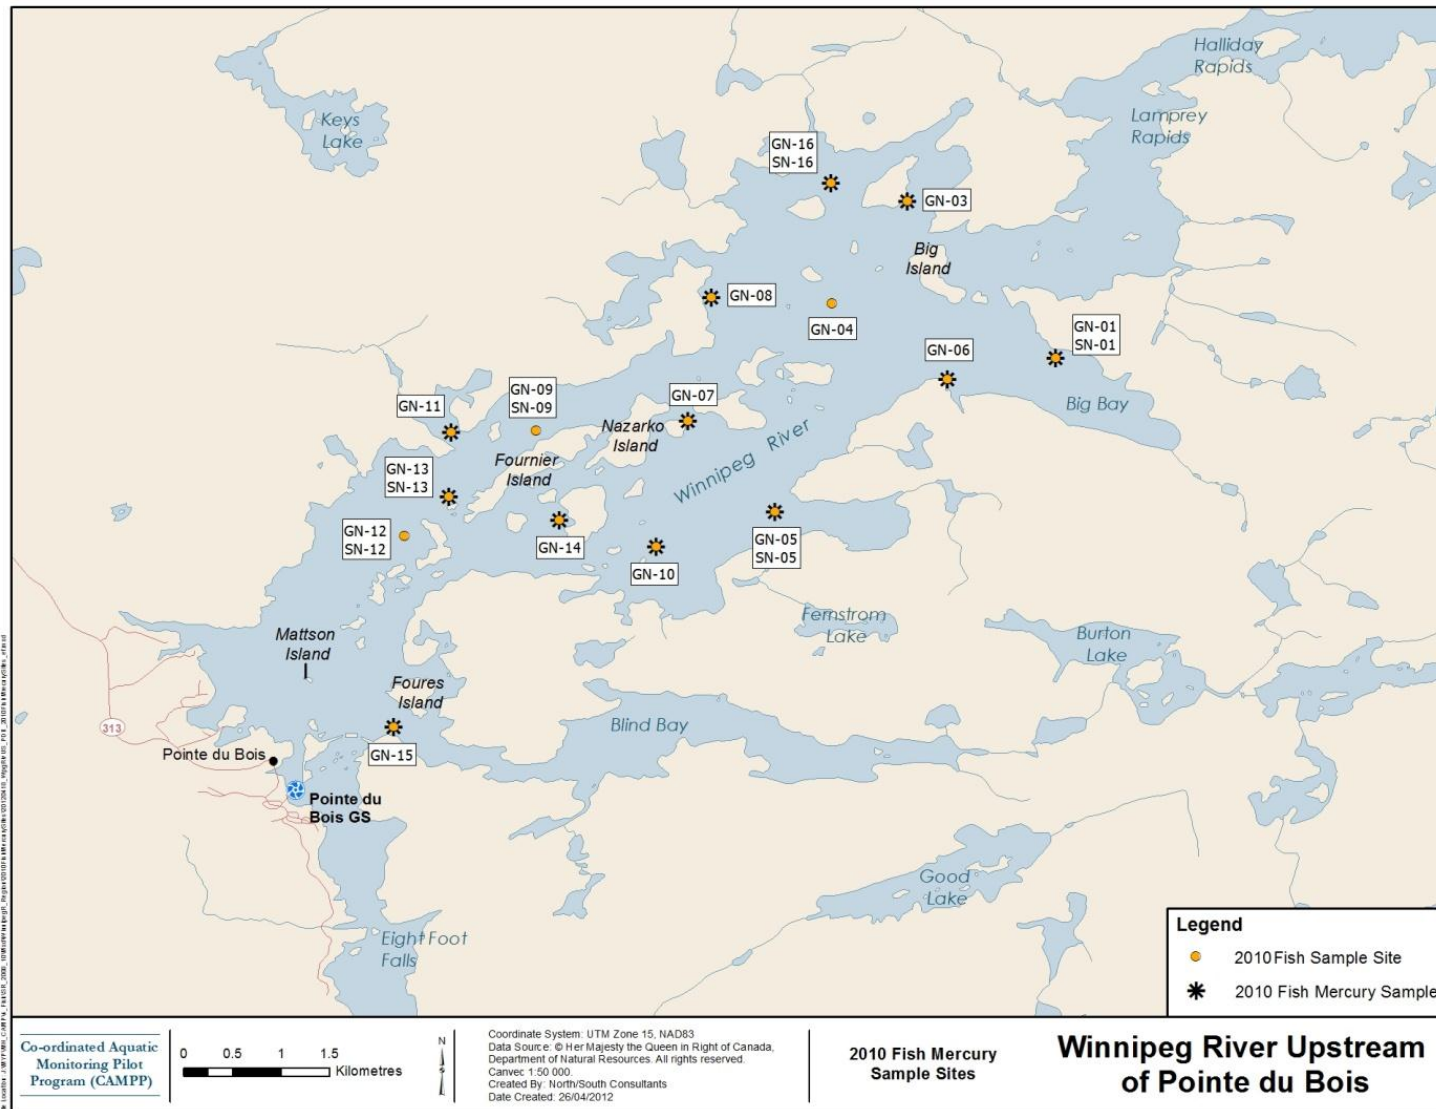 Halliday
Rapids
Keys
Lake
Lamprey
Rapids
GN-16
SN-16
GN-03
Big
Island
GN-08
GN-04
GN-01
SN-01
GN-06
Big Bay
GN-09
SN-09
GN-07
GN-11
Nazarko
Island
Winnipeg River
Fournier
Island
GN-13
SN-13
GN-12
SN-12
GN-14
GN-10
GN-05
SN-05
Fernstrom
Lake
Burton
Lake
Mattson
Island
Foures
Island
313
Blind Bay
Pointe du Bois
GN-15
Pointe du
Bois GS
Good
Lake
Eight Foot
Falls
Legend
2010 Fish Sample Site
2010 Fish Mercury Sample
Co-ordinated Aquatic
Monitoring Pilot
Program (CAMPP)
0 0.5 1 1.5
Kilometres
N
Coordinate System: UTM Zone 15, NAD83
Data Source: © Her Majesty the Queen in Right of Canada,
Department of Natural Resources. All rights reserved.
Canvec 1:50 000.
Created By: North/South Consultants
Date Created: 26/04/2012
2010 Fish Mercury
Sample Sites
Winnipeg River Upstream
of Pointe du Bois